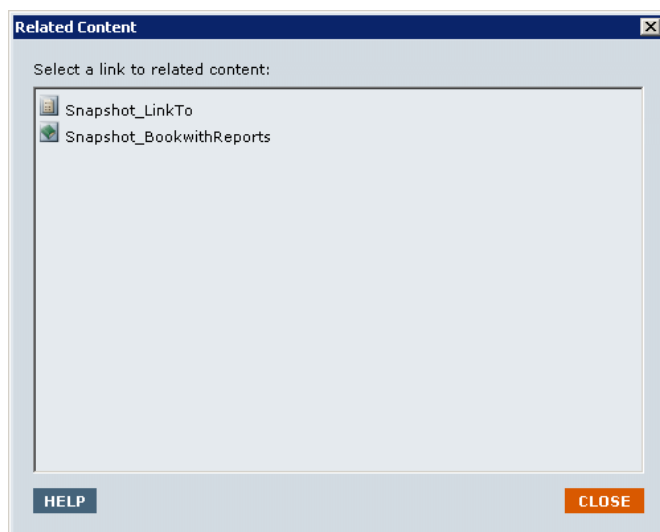 Related Content
Select a link to related content:
Snapshot_LinkTo
Snapshot_BookwithReports
HELP
CLOSE